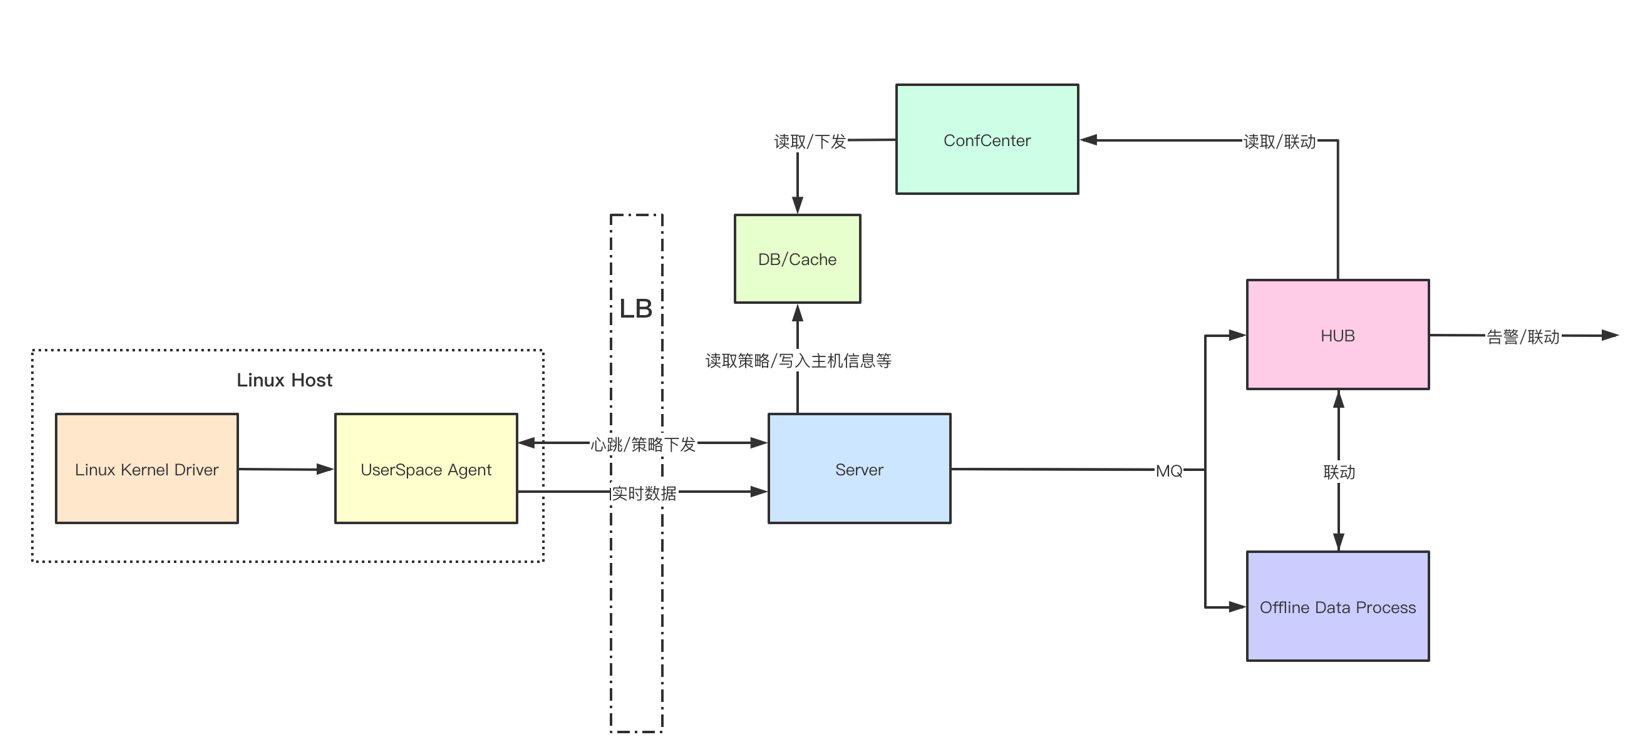 ConfCenter
读取/下发
读取/联动
DB/Cache
LB
HUB
告警/联动
读取策略/写入主机信息等
Linux Host
心跳/策略下发
Linux Kernel Driver
UserSpace Agent
Server
MQ
联动
实时数据
Offline Data Process